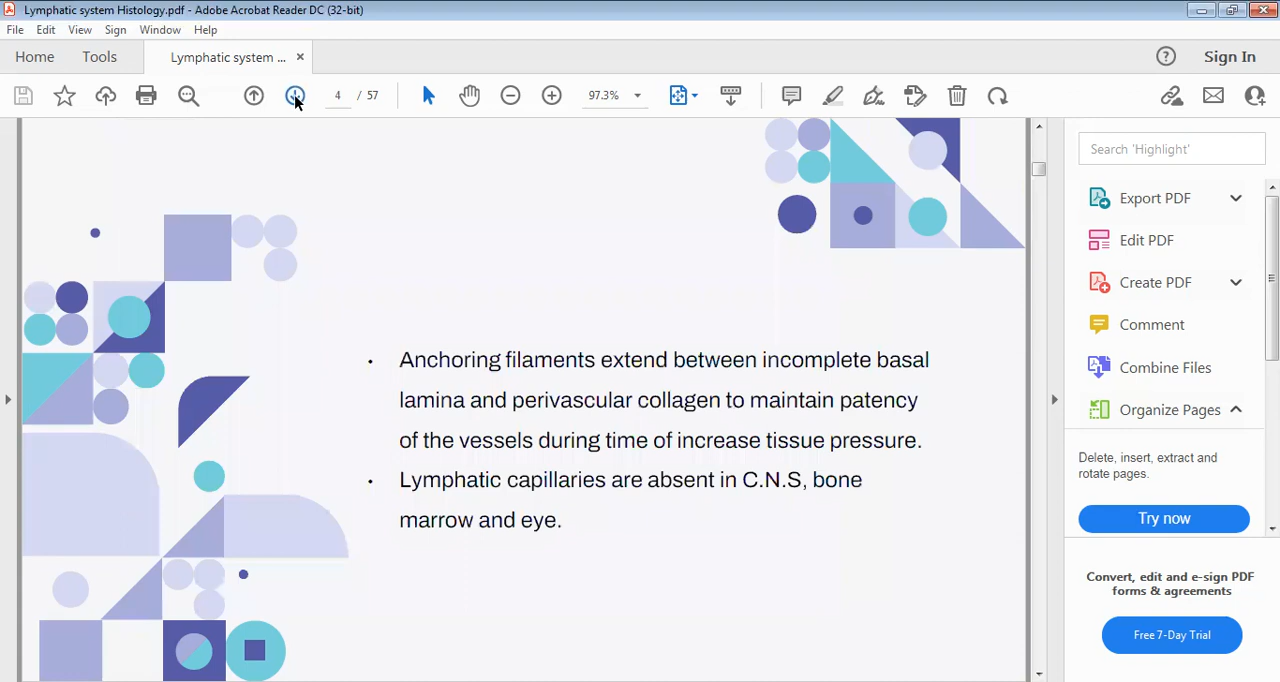 Lymphatic system Histology.pdf - Adobe Acrobat Reader DC (32-bit)
File Edit View Sign Window Help
Home Tools Lymphatic system ... × Sign In
4 / 57 97.3%
Search 'Highlight'
Export PDF
Edit PDF
Create PDF
Comment
Combine Files
Organize Pages
Delete, insert, extract and
rotate pages.
Try now
Convert, edit and e-sign PDF
forms & agreements
Free 7-Day Trial
• Anchoring filaments extend between incomplete basal
lamina and perivascular collagen to maintain patency
of the vessels during time of increase tissue pressure.
• Lymphatic capillaries are absent in C.N.S, bone
marrow and eye.